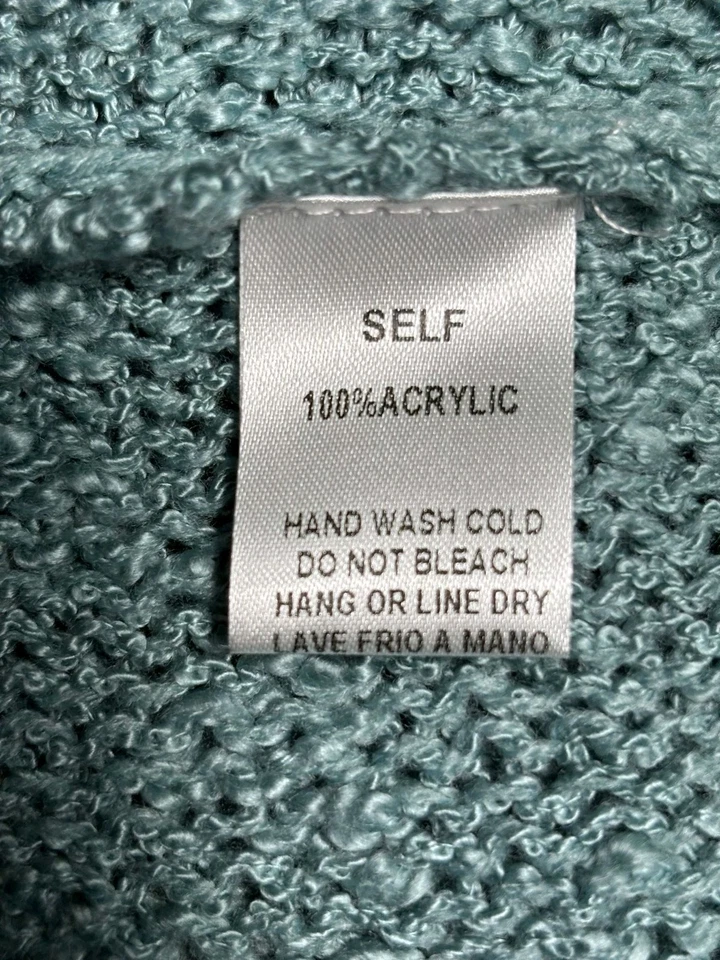 SELF
100%ACRYLIC
HAND WASH COLD
DO NOT BLEACH
HANG OR LINE DRY
LAVE FRIO A MANO